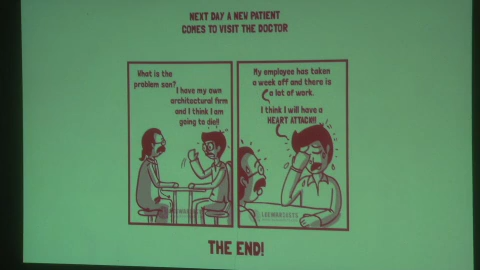 NEXT DAY A NEW PATIENT
COMES TO VISIT THE DOCTOR
What is the
problem son?
I have my own
architectural firm
and I think I am
going to die!!
My employee has taken
a week off and there is
a lot of work.
I think I will have a
HEART ATTACK!!!
THE END!